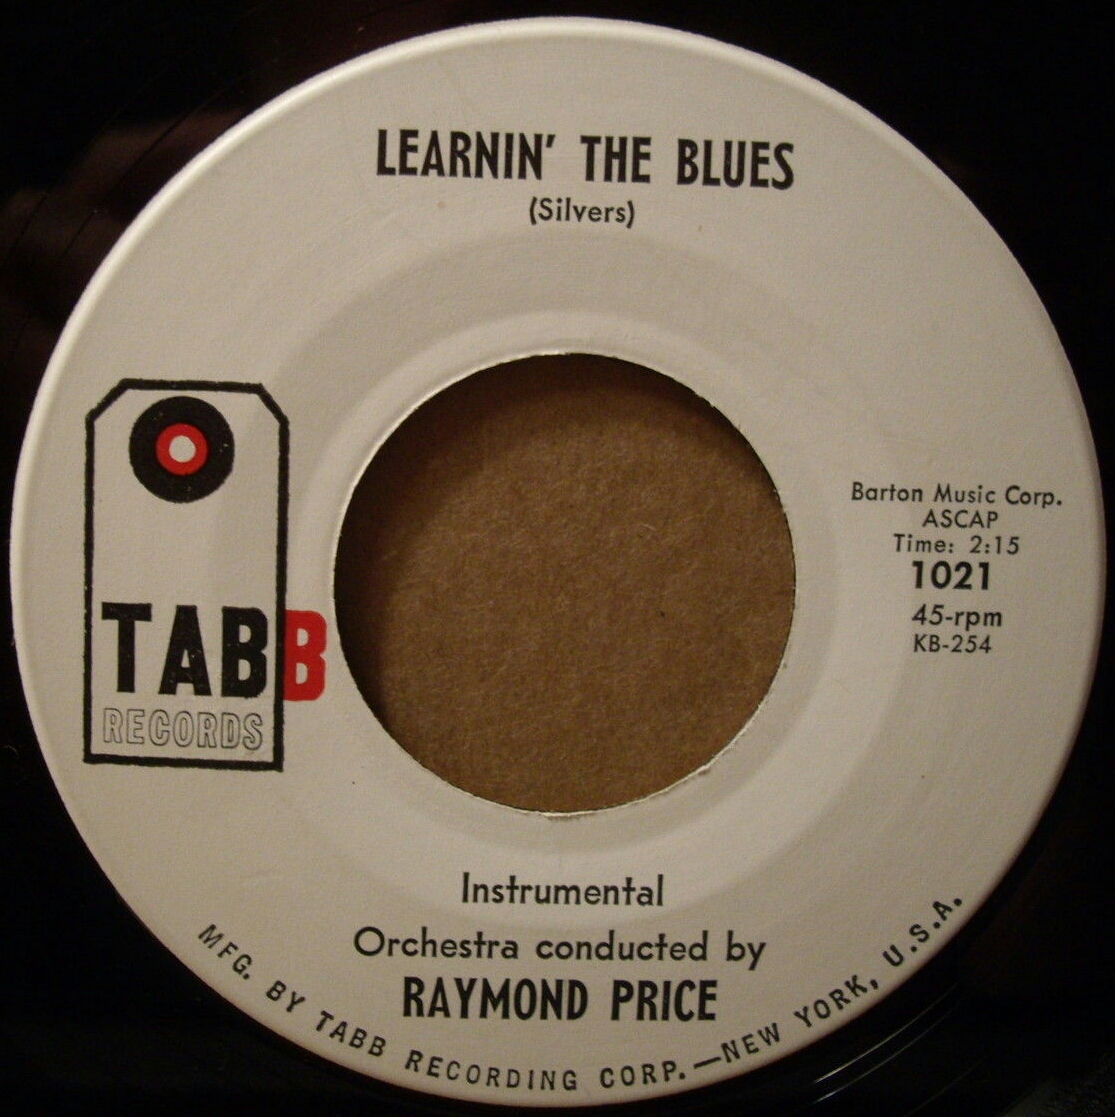 LEARNIN' THE BLUES
(Silvers)
TABB
RECORDS
Barton Music Corp.
ASCAP
Time: 2:15
1021
45-rpm
KB-254
Instrumental
Orchestra conducted by
RAYMOND PRICE
MFG. BY TABB RECORDING CORP.—NEW YORK, U.S.A.